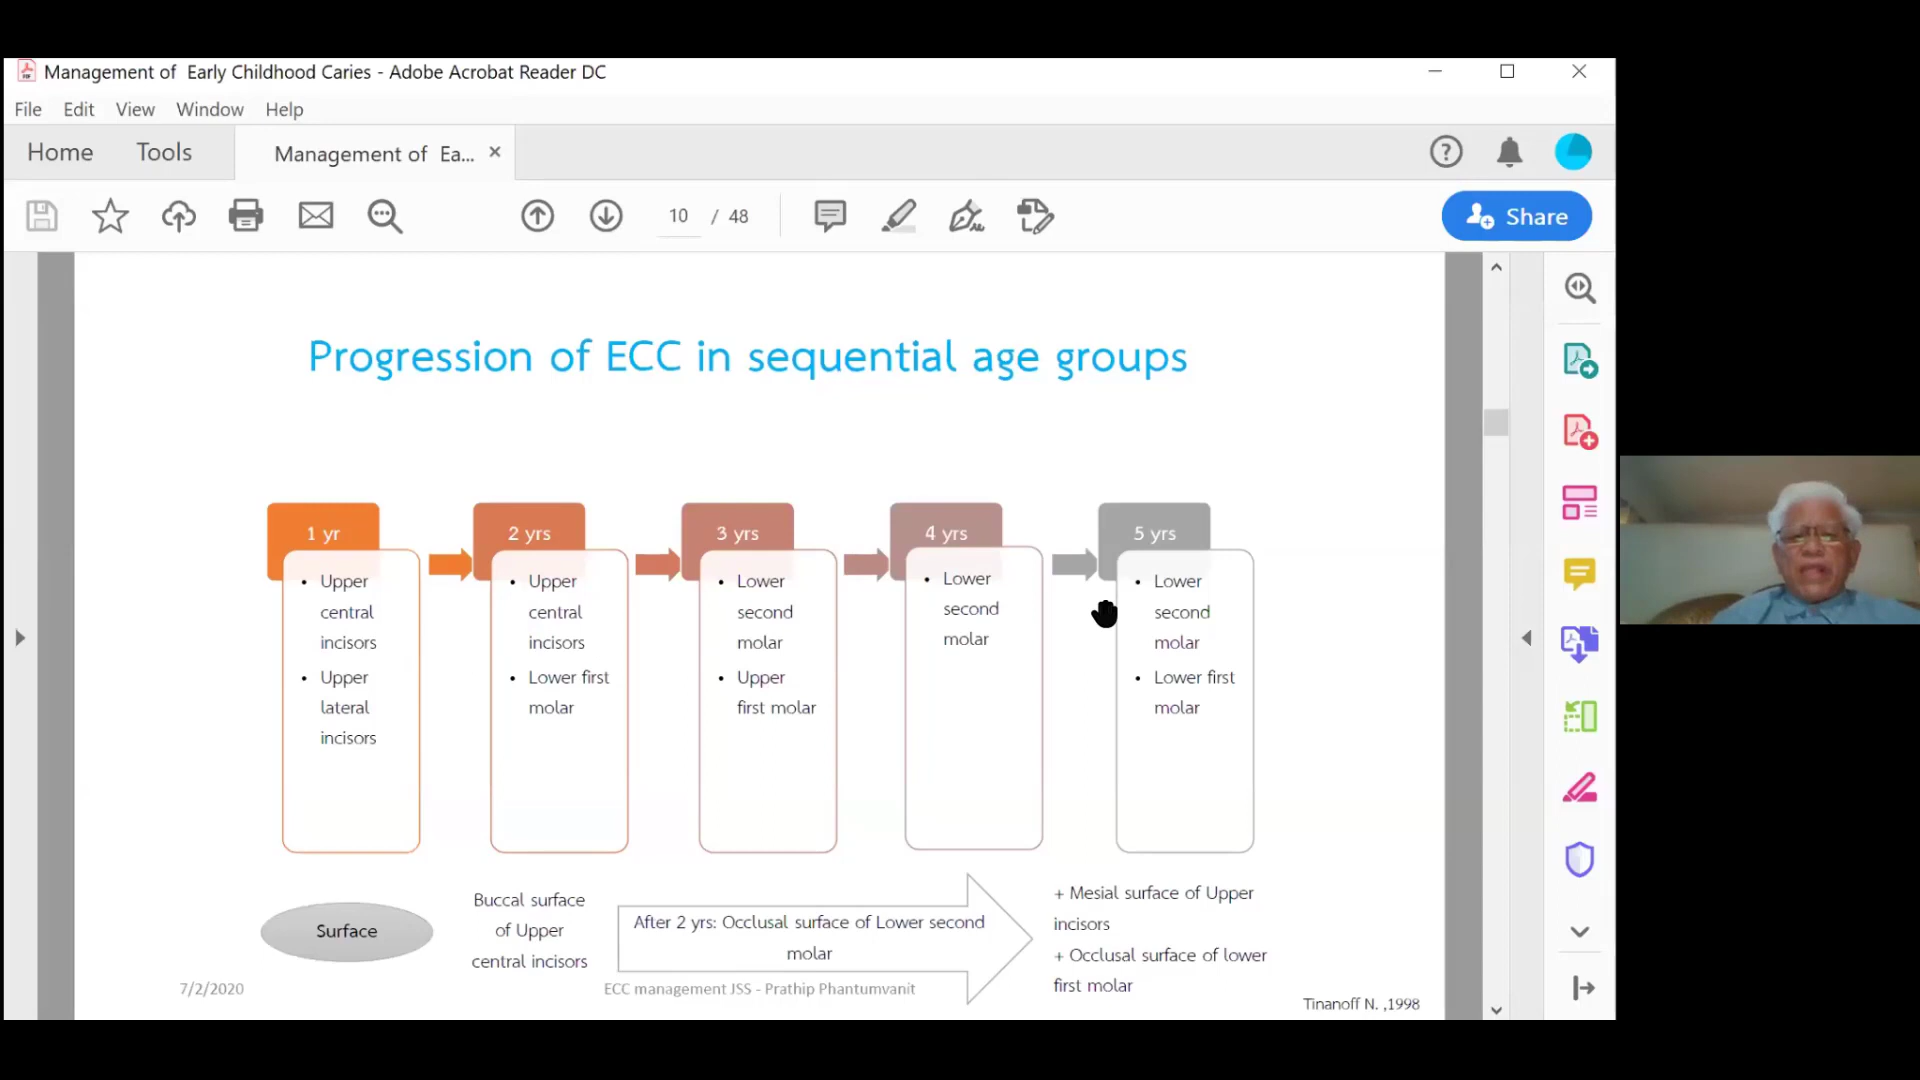 Management of  Early Childhood Caries - Adobe Acrobat Reader DC
File Edit View Window Help
Home Tools Management of  Ea... ×
10 / 48
Share
Progression of ECC in sequential age groups
1 yr
• Upper
central
incisors
• Upper
lateral
incisors
2 yrs
• Upper
central
incisors
• Lower first
molar
3 yrs
• Lower
second
molar
• Upper
first molar
4 yrs
• Lower
second
molar
5 yrs
• Lower
second
molar
• Lower first
molar
Surface
Buccal surface
of Upper
central incisors
After 2 yrs: Occlusal surface of Lower second
molar
+ Mesial surface of Upper
incisors
+ Occlusal surface of lower
first molar
7/2/2020
ECC management JSS - Prathip Phantumvanit
Tinanoff N. ,1998